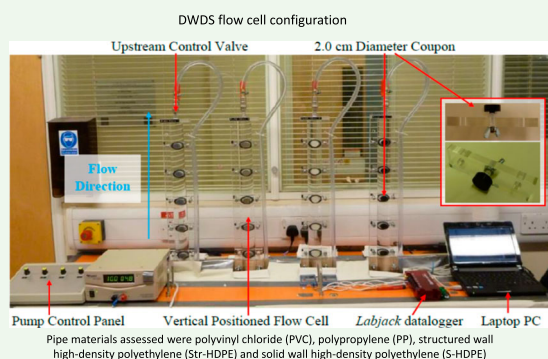 DWDS flow cell configuration
Upstream Control Valve
2.0 cm Diameter Coupon
Flow
Direction
Pump Control Panel
Vertical Positioned Flow Cell
Labjack datalogger
Laptop PC
Pipe materials assessed were polyvinyl chloride (PVC), polypropylene (PP), structured wall
high-density polyethylene (Str-HDPE) and solid wall high-density polyethylene (S-HDPE)